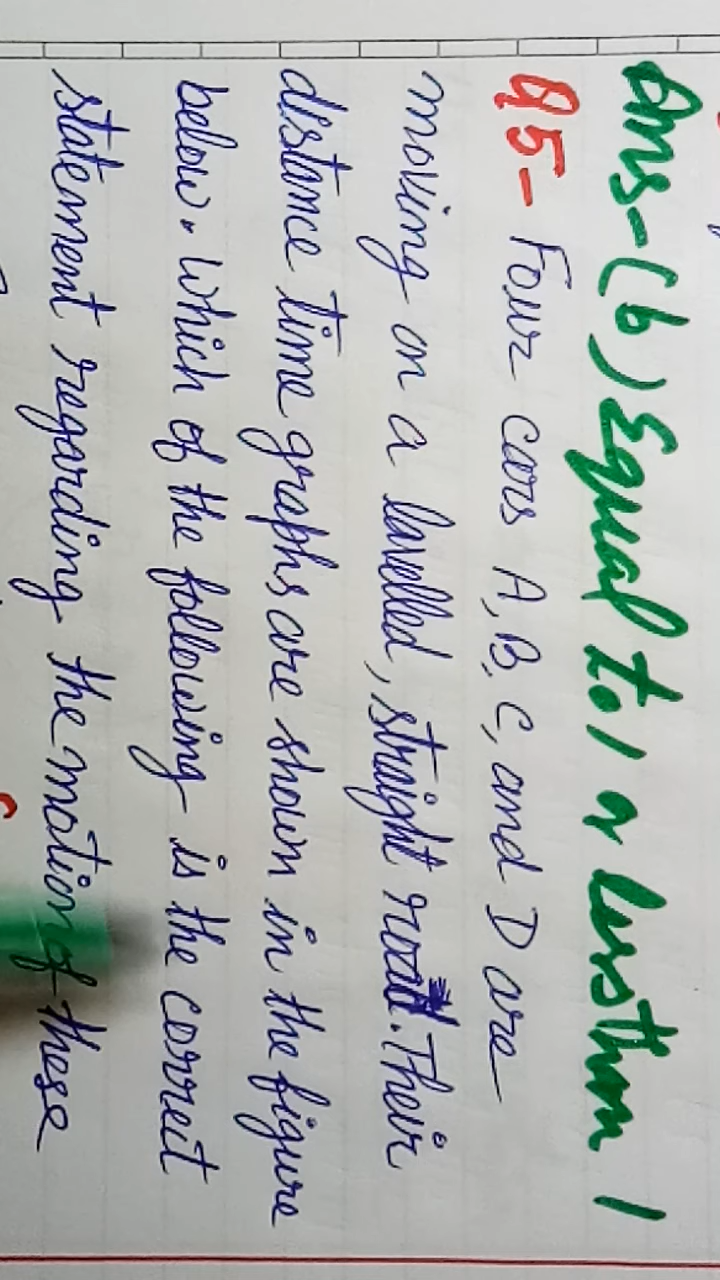 Ans-(b) Equal to 1 or less than 1
Q5- Four cars A, B, C, and D are
moving on a levelled, straight road. Their
distance time graphs are shown in the figure
below. Which of the following is the correct
statement regarding the motion of these